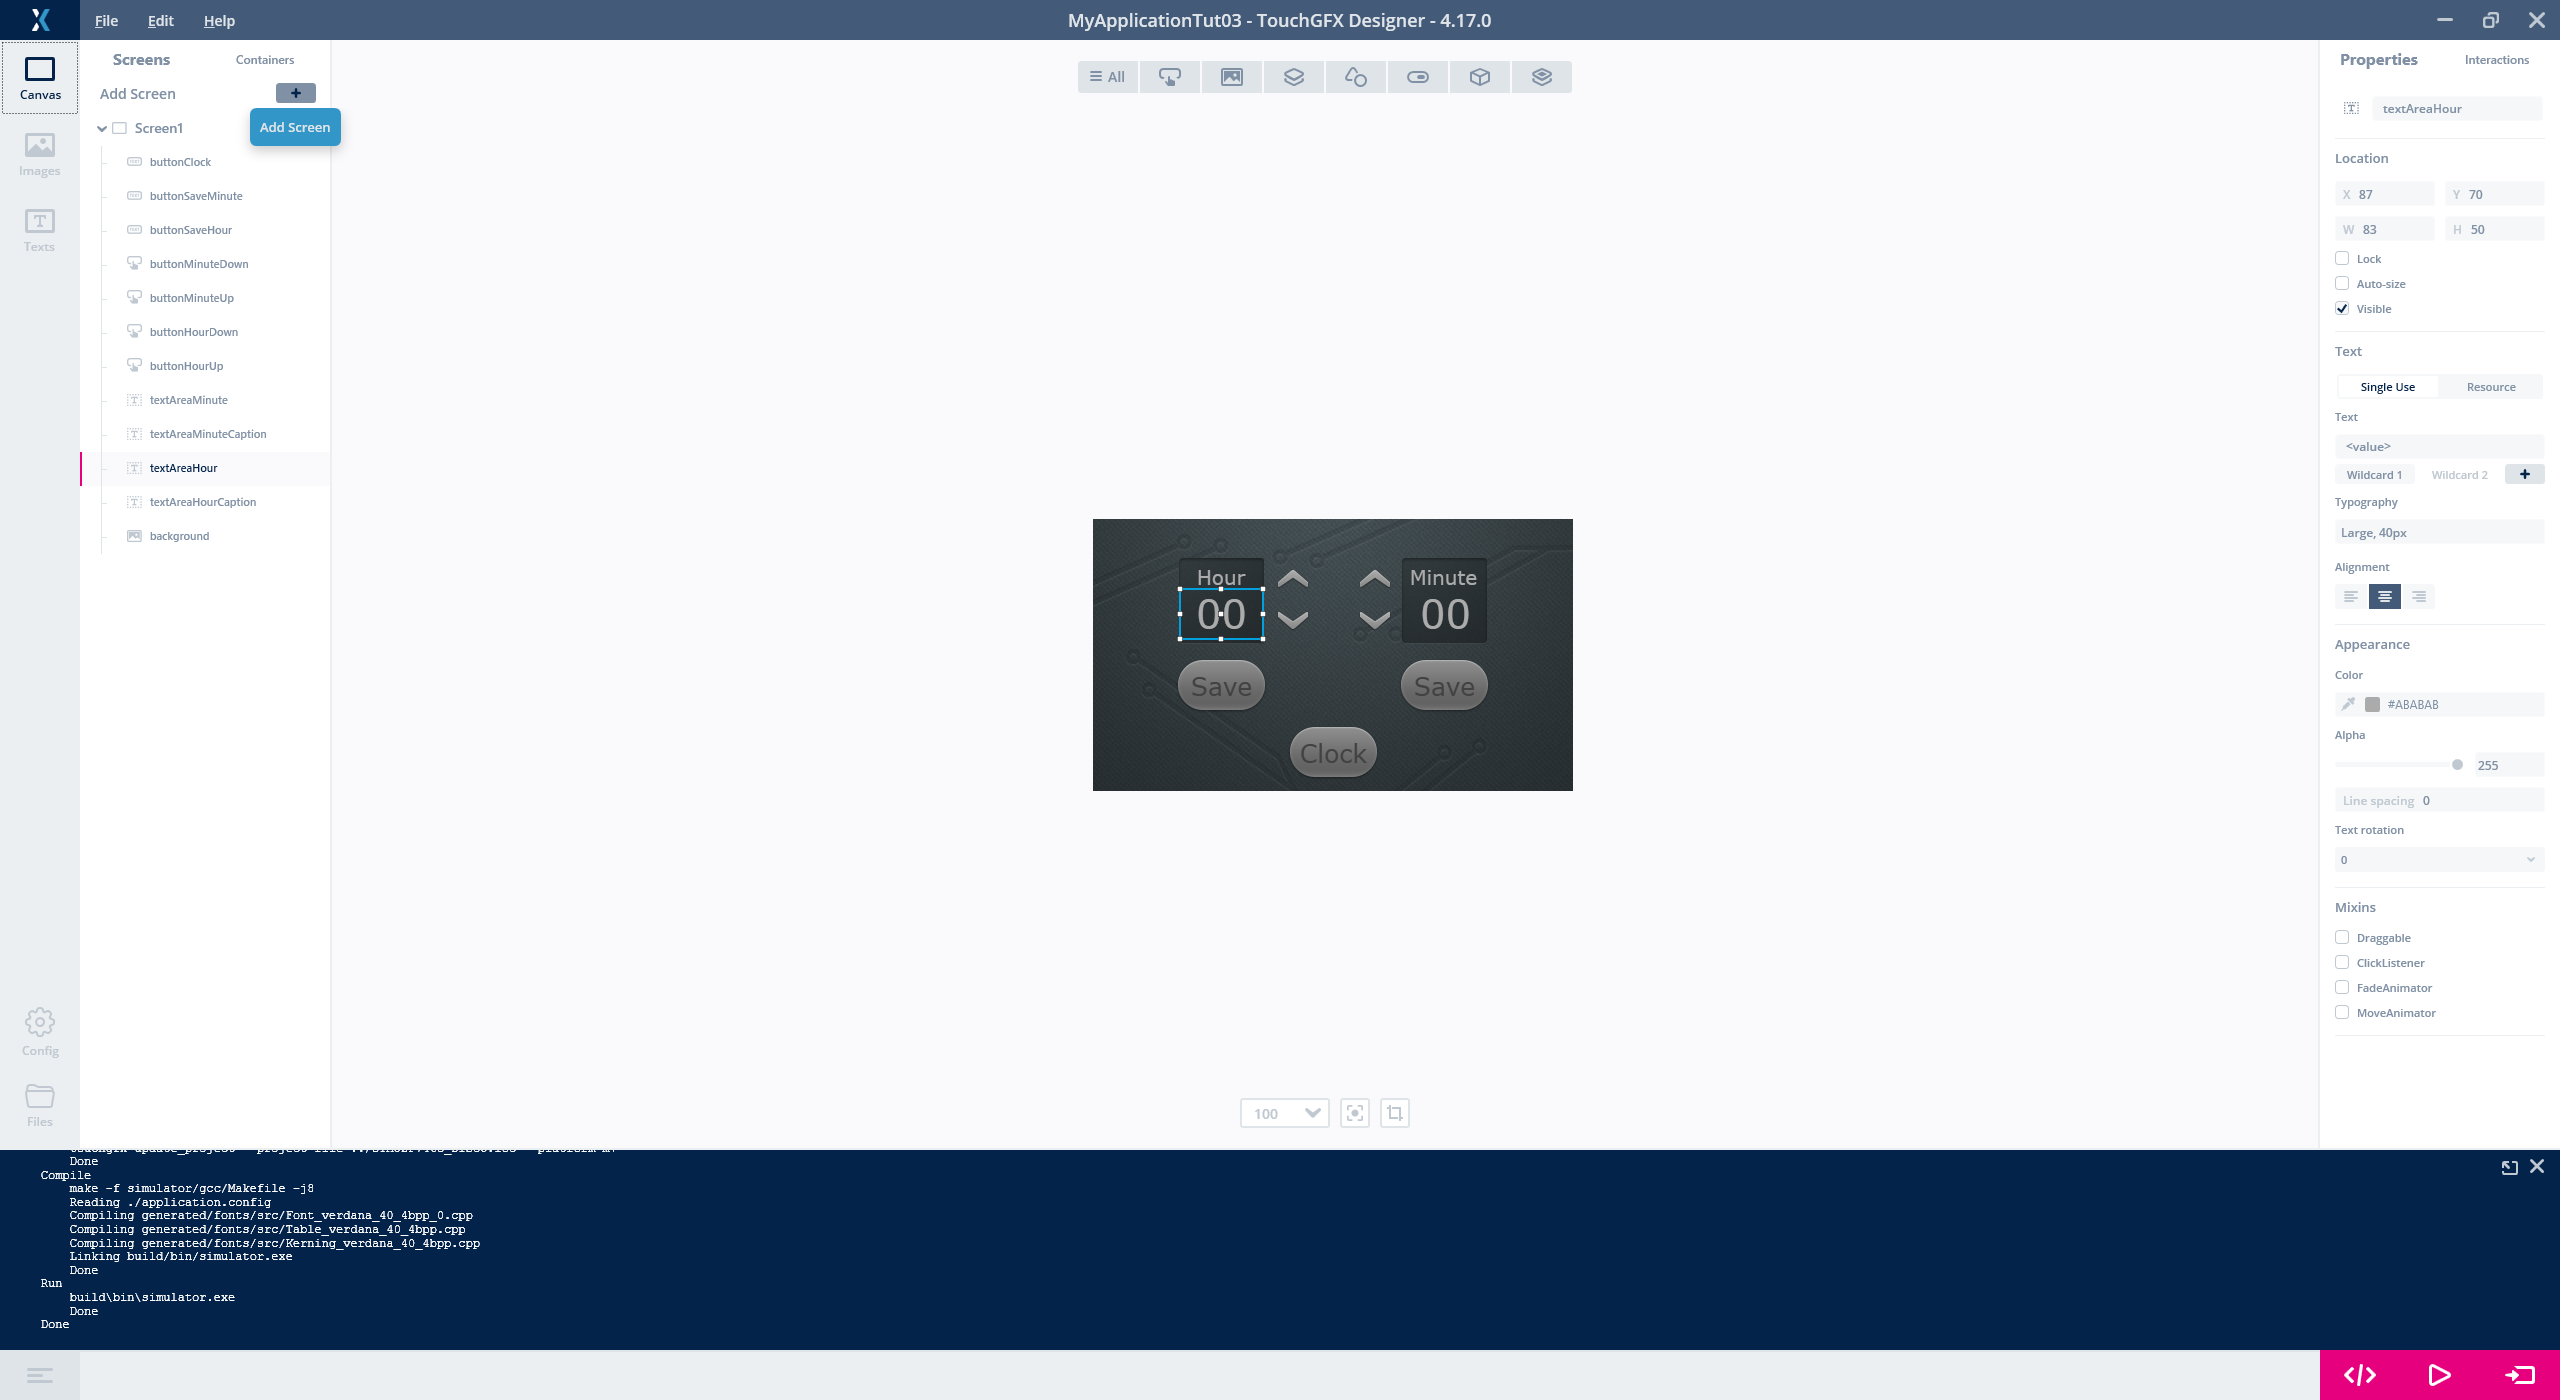 File Edit Help
MyApplicationTut03 - TouchGFX Designer - 4.17.0
Canvas
Images
Texts
Config
Files
Screens Containers
Add Screen +
Add Screen
Screen1
buttonClock
buttonSaveMinute
buttonSaveHour
buttonMinuteDown
buttonMinuteUp
buttonHourDown
buttonHourUp
textAreaMinute
textAreaMinuteCaption
textAreaHour
textAreaHourCaption
background
All
Hour Minute
00 00
Save Save
Clock
100
Properties Interactions
textAreaHour
Location
X 87 Y 70
W 83 H 50
Lock
Auto-size
Visible
Text
Single Use Resource
Text
<value>
Wildcard 1 Wildcard 2 +
Typography
Large, 40px
Alignment
Appearance
Color
#ABABAB
Alpha
255
Line spacing 0
Text rotation
0
Mixins
Draggable
ClickListener
FadeAnimator
MoveAnimator
Done
Compile
make -f simulator/gcc/Makefile -j8
Reading ./application.config
Compiling generated/fonts/src/Font_verdana_40_4bpp_0.cpp
Compiling generated/fonts/src/Table_verdana_40_4bpp.cpp
Compiling generated/fonts/src/Kerning_verdana_40_4bpp.cpp
Linking build/bin/simulator.exe
Done
Run
build\bin\simulator.exe
Done
Done